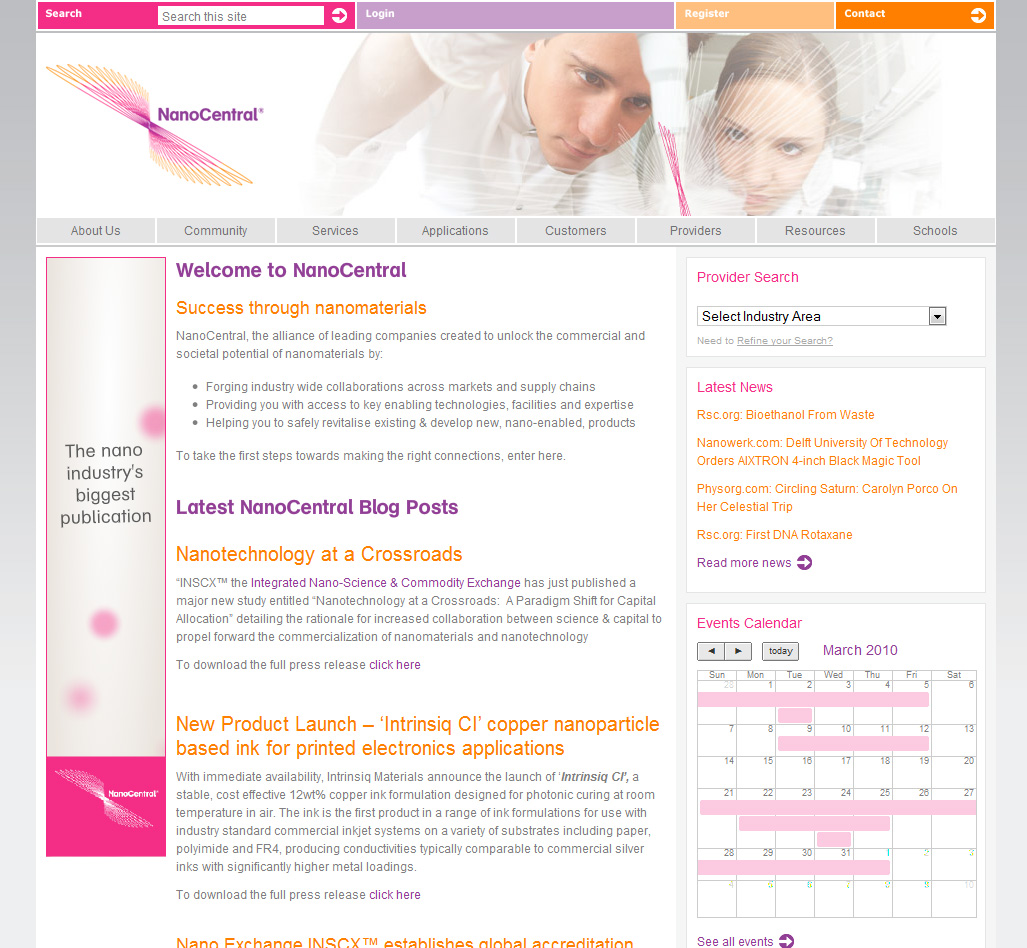 Search
Search this site
Login
Register
Contact
NanoCentral®
About Us
Community
Services
Applications
Customers
Providers
Resources
Schools
The nano
industry's
biggest
publication
NanoCentral®
Welcome to NanoCentral
Success through nanomaterials
NanoCentral, the alliance of leading companies created to unlock the commercial and
societal potential of nanomaterials by:
Forging industry wide collaborations across markets and supply chains
Providing you with access to key enabling technologies, facilities and expertise
Helping you to safely revitalise existing & develop new, nano-enabled, products
To take the first steps towards making the right connections, enter here.
Latest NanoCentral Blog Posts
Nanotechnology at a Crossroads
“INSCX™ the Integrated Nano-Science & Commodity Exchange has just published a
major new study entitled “Nanotechnology at a Crossroads:  A Paradigm Shift for Capital
Allocation” detailing the rationale for increased collaboration between science & capital to
propel forward the commercialization of nanomaterials and nanotechnology
To download the full press release click here
New Product Launch – ‘Intrinsiq CI’ copper nanoparticle
based ink for printed electronics applications
With immediate availability, Intrinsiq Materials announce the launch of ‘Intrinsiq CI’, a
stable, cost effective 12wt% copper ink formulation designed for photonic curing at room
temperature in air. The ink is the first product in a range of ink formulations for use with
industry standard commercial inkjet systems on a variety of substrates including paper,
polyimide and FR4, producing conductivities typically comparable to commercial silver
inks with significantly higher metal loadings.
To download the full press release click here
Nano Exchange INSCX™ establishes global accreditation
Provider Search
Select Industry Area
Need to Refine your Search?
Latest News
Rsc.org: Bioethanol From Waste
Nanowerk.com: Delft University Of Technology
Orders AIXTRON 4-inch Black Magic Tool
Physorg.com: Circling Saturn: Carolyn Porco On
Her Celestial Trip
Rsc.org: First DNA Rotaxane
Read more news
Events Calendar
today
March 2010
Sun Mon Tue Wed Thu Fri Sat
28 1 2 3 4 5 6
7 8 9 10 11 12 13
14 15 16 17 18 19 20
21 22 23 24 25 26 27
28 29 30 31 1 2 3
4 5 6 7 8 9 10
See all events